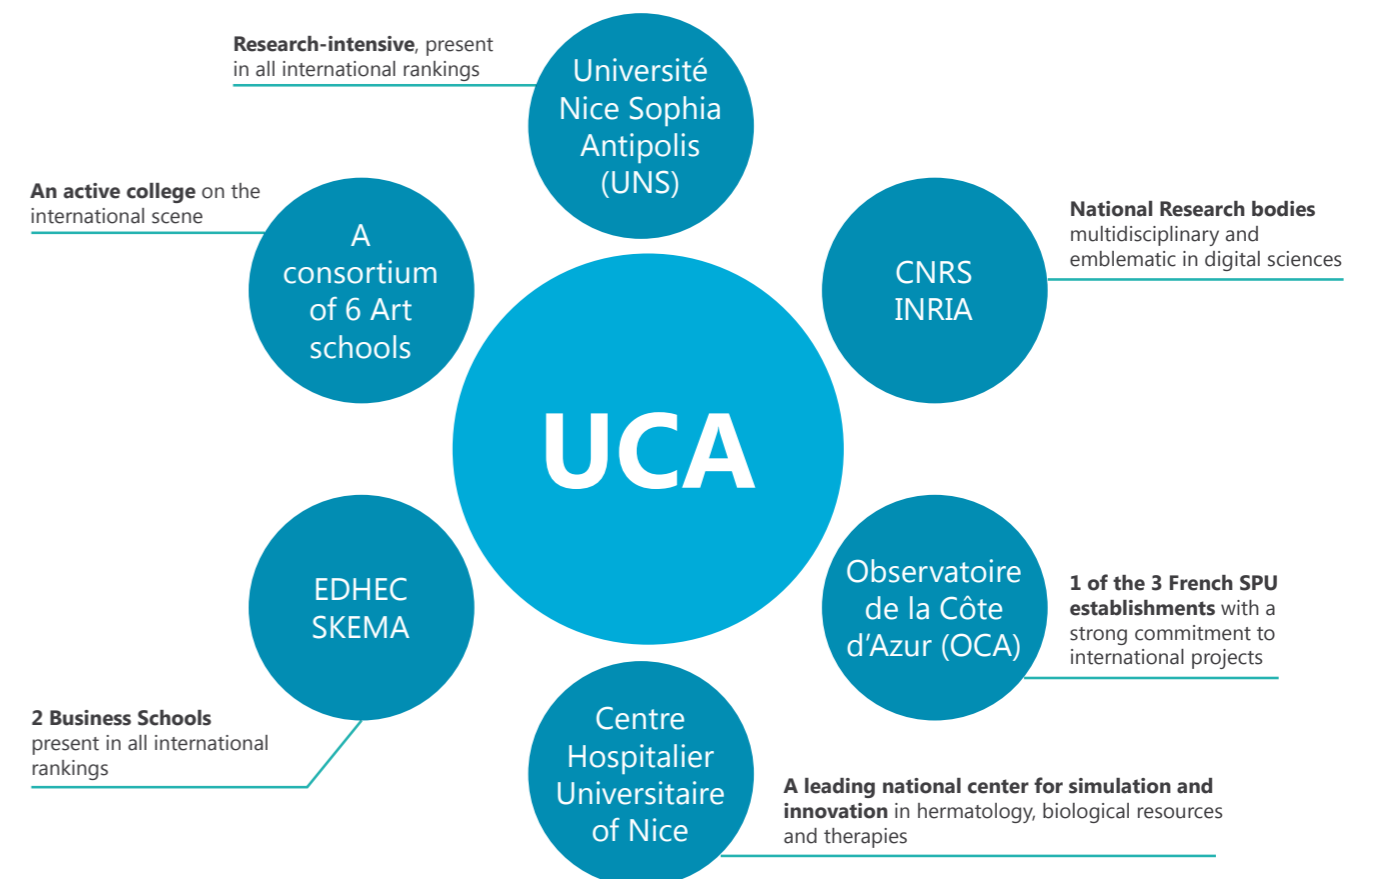 Research-intensive, present
in all international rankings
Université
Nice Sophia
Antipolis
(UNS)
An active college on the
international scene
A
consortium
of 6 Art
schools
National Research bodies
multidisciplinary and
emblematic in digital sciences
CNRS
INRIA
UCA
EDHEC
SKEMA
Observatoire
de la Côte
d'Azur (OCA)
1 of the 3 French SPU
establishments with a
strong commitment to
international projects
2 Business Schools
present in all international
rankings
Centre
Hospitalier
Universitaire
of Nice
A leading national center for simulation and
innovation in hermatology, biological resources
and therapies